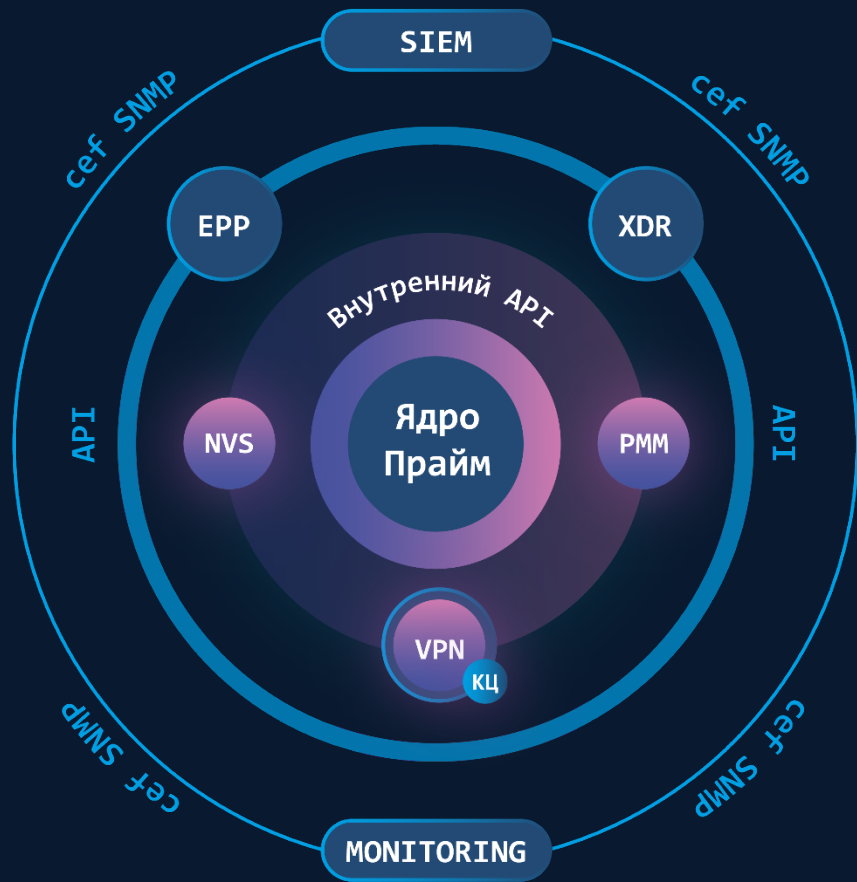 SIEM
cef SNMP
cef SNMP
EPP
XDR
Внутренний API
Ядро
Прайм
API
NVS
PMM
API
VPN
КЦ
cef SNMP
cef SNMP
MONITORING